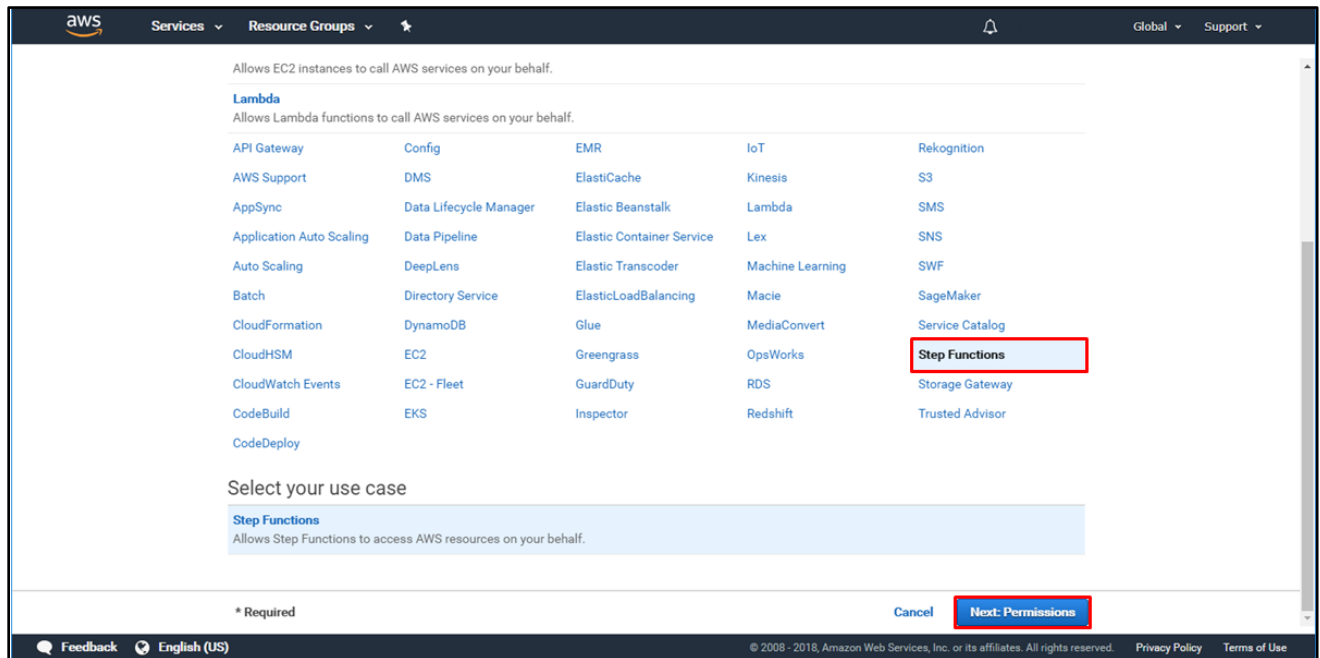 aws Services Resource Groups Global Support
Allows EC2 instances to call AWS services on your behalf.
Lambda
Allows Lambda functions to call AWS services on your behalf.
API Gateway Config EMR IoT Rekognition
AWS Support DMS ElastiCache Kinesis S3
AppSync Data Lifecycle Manager Elastic Beanstalk Lambda SMS
Application Auto Scaling Data Pipeline Elastic Container Service Lex SNS
Auto Scaling DeepLens Elastic Transcoder Machine Learning SWF
Batch Directory Service ElasticLoadBalancing Macie SageMaker
CloudFormation DynamoDB Glue MediaConvert Service Catalog
CloudHSM EC2 Greengrass OpsWorks Step Functions
CloudWatch Events EC2 - Fleet GuardDuty RDS Storage Gateway
CodeBuild EKS Inspector Redshift Trusted Advisor
CodeDeploy
Select your use case
Step Functions
Allows Step Functions to access AWS resources on your behalf.
* Required Cancel Next: Permissions
Feedback English (US) © 2008 - 2018, Amazon Web Services, Inc. or its affiliates. All rights reserved. Privacy Policy Terms of Use